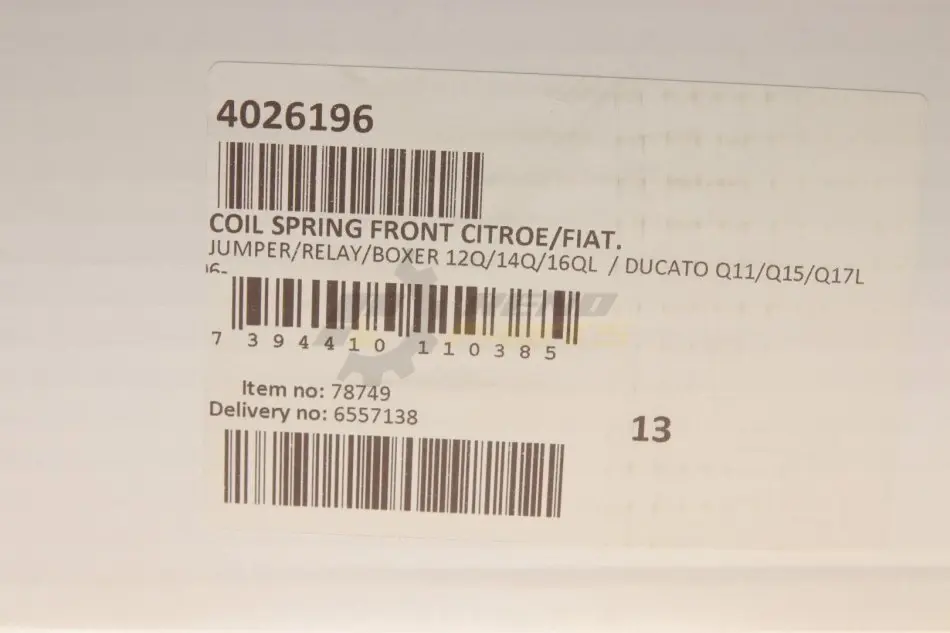 4026196
COIL SPRING FRONT CITROE/FIAT.
JUMPER/RELAY/BOXER 12Q/14Q/16QL / DUCATO Q11/Q15/Q17L
06-
7 394410 110385
Item no: 78749
Delivery no: 6557138
13